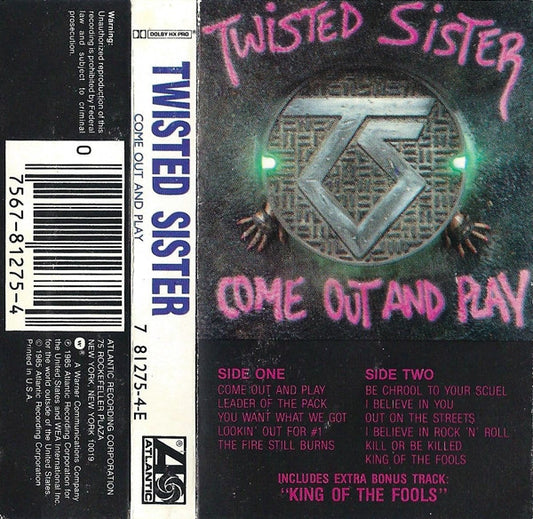 Warning:
Unauthorized reproduction of this
recording is prohibited by Federal
law and subject to criminal
prosecution.
0
7567-81275-4
ATLANTIC RECORDING CORPORATION
75 ROCKEFELLER PLAZA
NEW YORK, NEW YORK 10019
W A Warner Communications Company
℗ 1985 Atlantic Recording Corporation for
the United States and WEA International Inc.
for the world outside of the United States.
© 1985 Atlantic Recording Corporation
Printed in U.S.A.
DOLBY HX PRO
TWISTED SISTER
COME OUT AND PLAY
7 81275-4-E
ATLANTIC
TWISTED SISTER
TS
COME OUT AND PLAY
SIDE ONE
COME OUT AND PLAY
LEADER OF THE PACK
YOU WANT WHAT WE GOT
LOOKIN' OUT FOR #1
THE FIRE STILL BURNS
SIDE TWO
BE CHROOL TO YOUR SCUEL
I BELIEVE IN YOU
OUT ON THE STREETS
I BELIEVE IN ROCK 'N' ROLL
KILL OR BE KILLED
KING OF THE FOOLS
INCLUDES EXTRA BONUS TRACK:
"KING OF THE FOOLS"